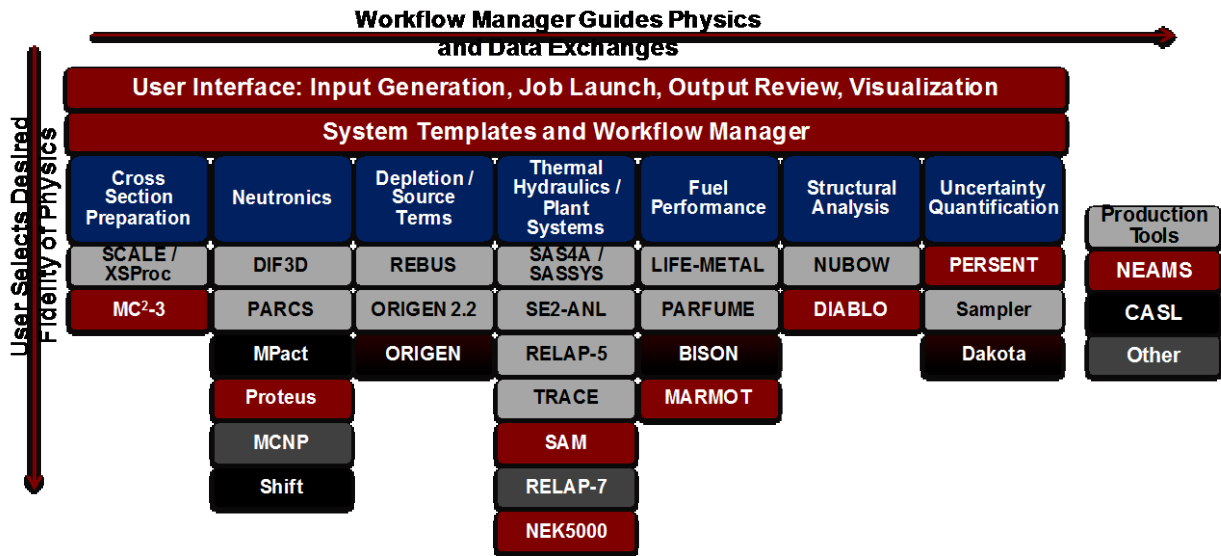 Workflow Manager Guides Physics
and Data Exchanges
User Selects Desired
Fidelity of Physics
User Interface: Input Generation, Job Launch, Output Review, Visualization
System Templates and Workflow Manager
Cross
Section
Preparation
Neutronics
Depletion /
Source
Terms
Thermal
Hydraulics /
Plant
Systems
Fuel
Performance
Structural
Analysis
Uncertainty
Quantification
SCALE /
XSProc
DIF3D
REBUS
SAS4A /
SASSYS
LIFE-METAL
NUBOW
PERSENT
MC²-3
PARCS
ORIGEN 2.2
SE2-ANL
PARFUME
DIABLO
Sampler
MPact
ORIGEN
RELAP-5
BISON
Dakota
Proteus
TRACE
MARMOT
MCNP
SAM
Shift
RELAP-7
NEK5000
Production
Tools
NEAMS
CASL
Other